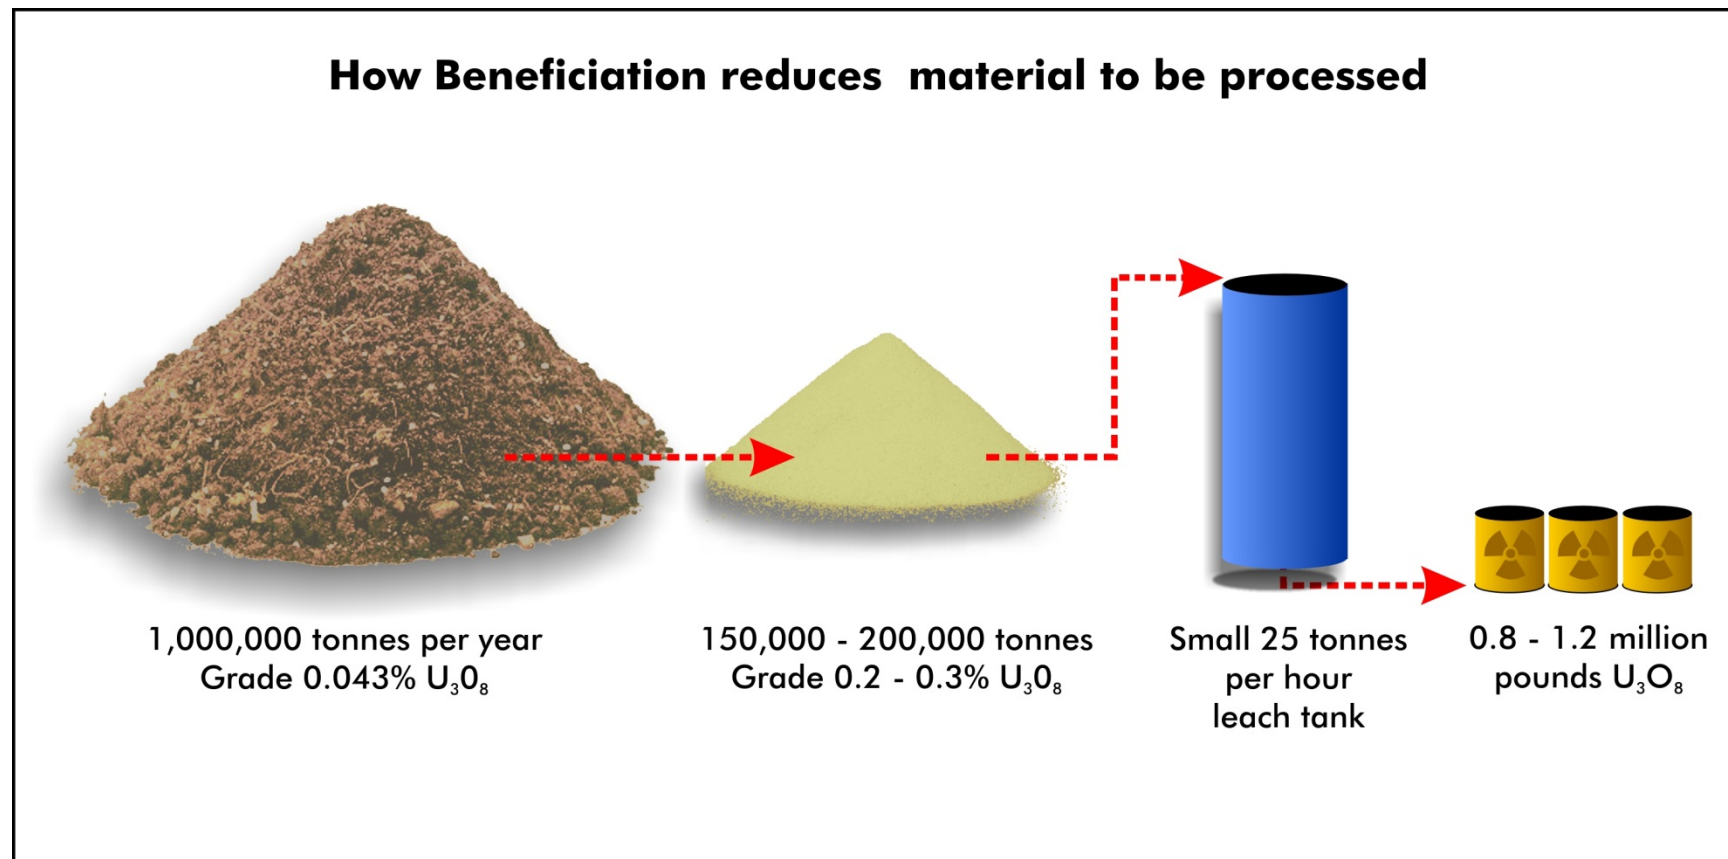 How Beneficiation reduces  material to be processed
1,000,000 tonnes per year
Grade 0.043% U₃0₈
150,000 - 200,000 tonnes
Grade 0.2 - 0.3% U₃0₈
Small 25 tonnes
per hour
leach tank
0.8 - 1.2 million
pounds U₃O₈